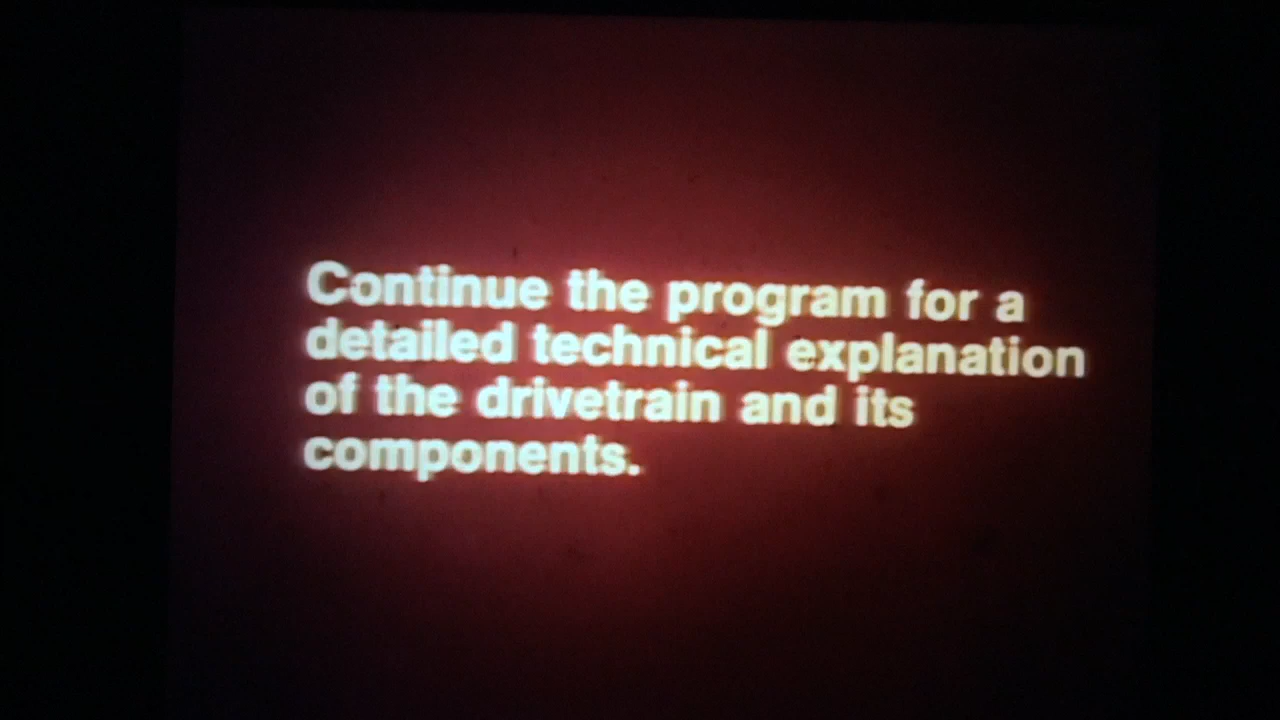 Continue the program for a
detailed technical explanation
of the drivetrain and its
components.